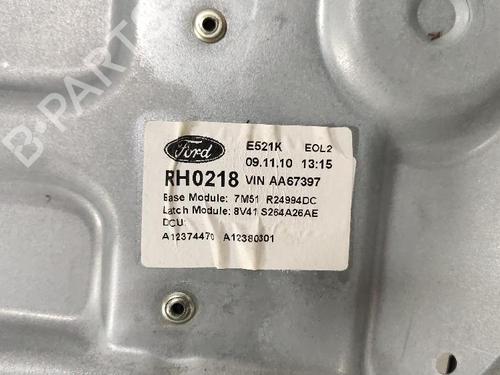 B-PARTS
Ford E521K EOL2
09.11.10 13:15
RH0218 VIN AA67397
Base Module: 7M51 R24994DC
Latch Module: 8V41 S264A26AE
DCU:
A12374470 A12380301